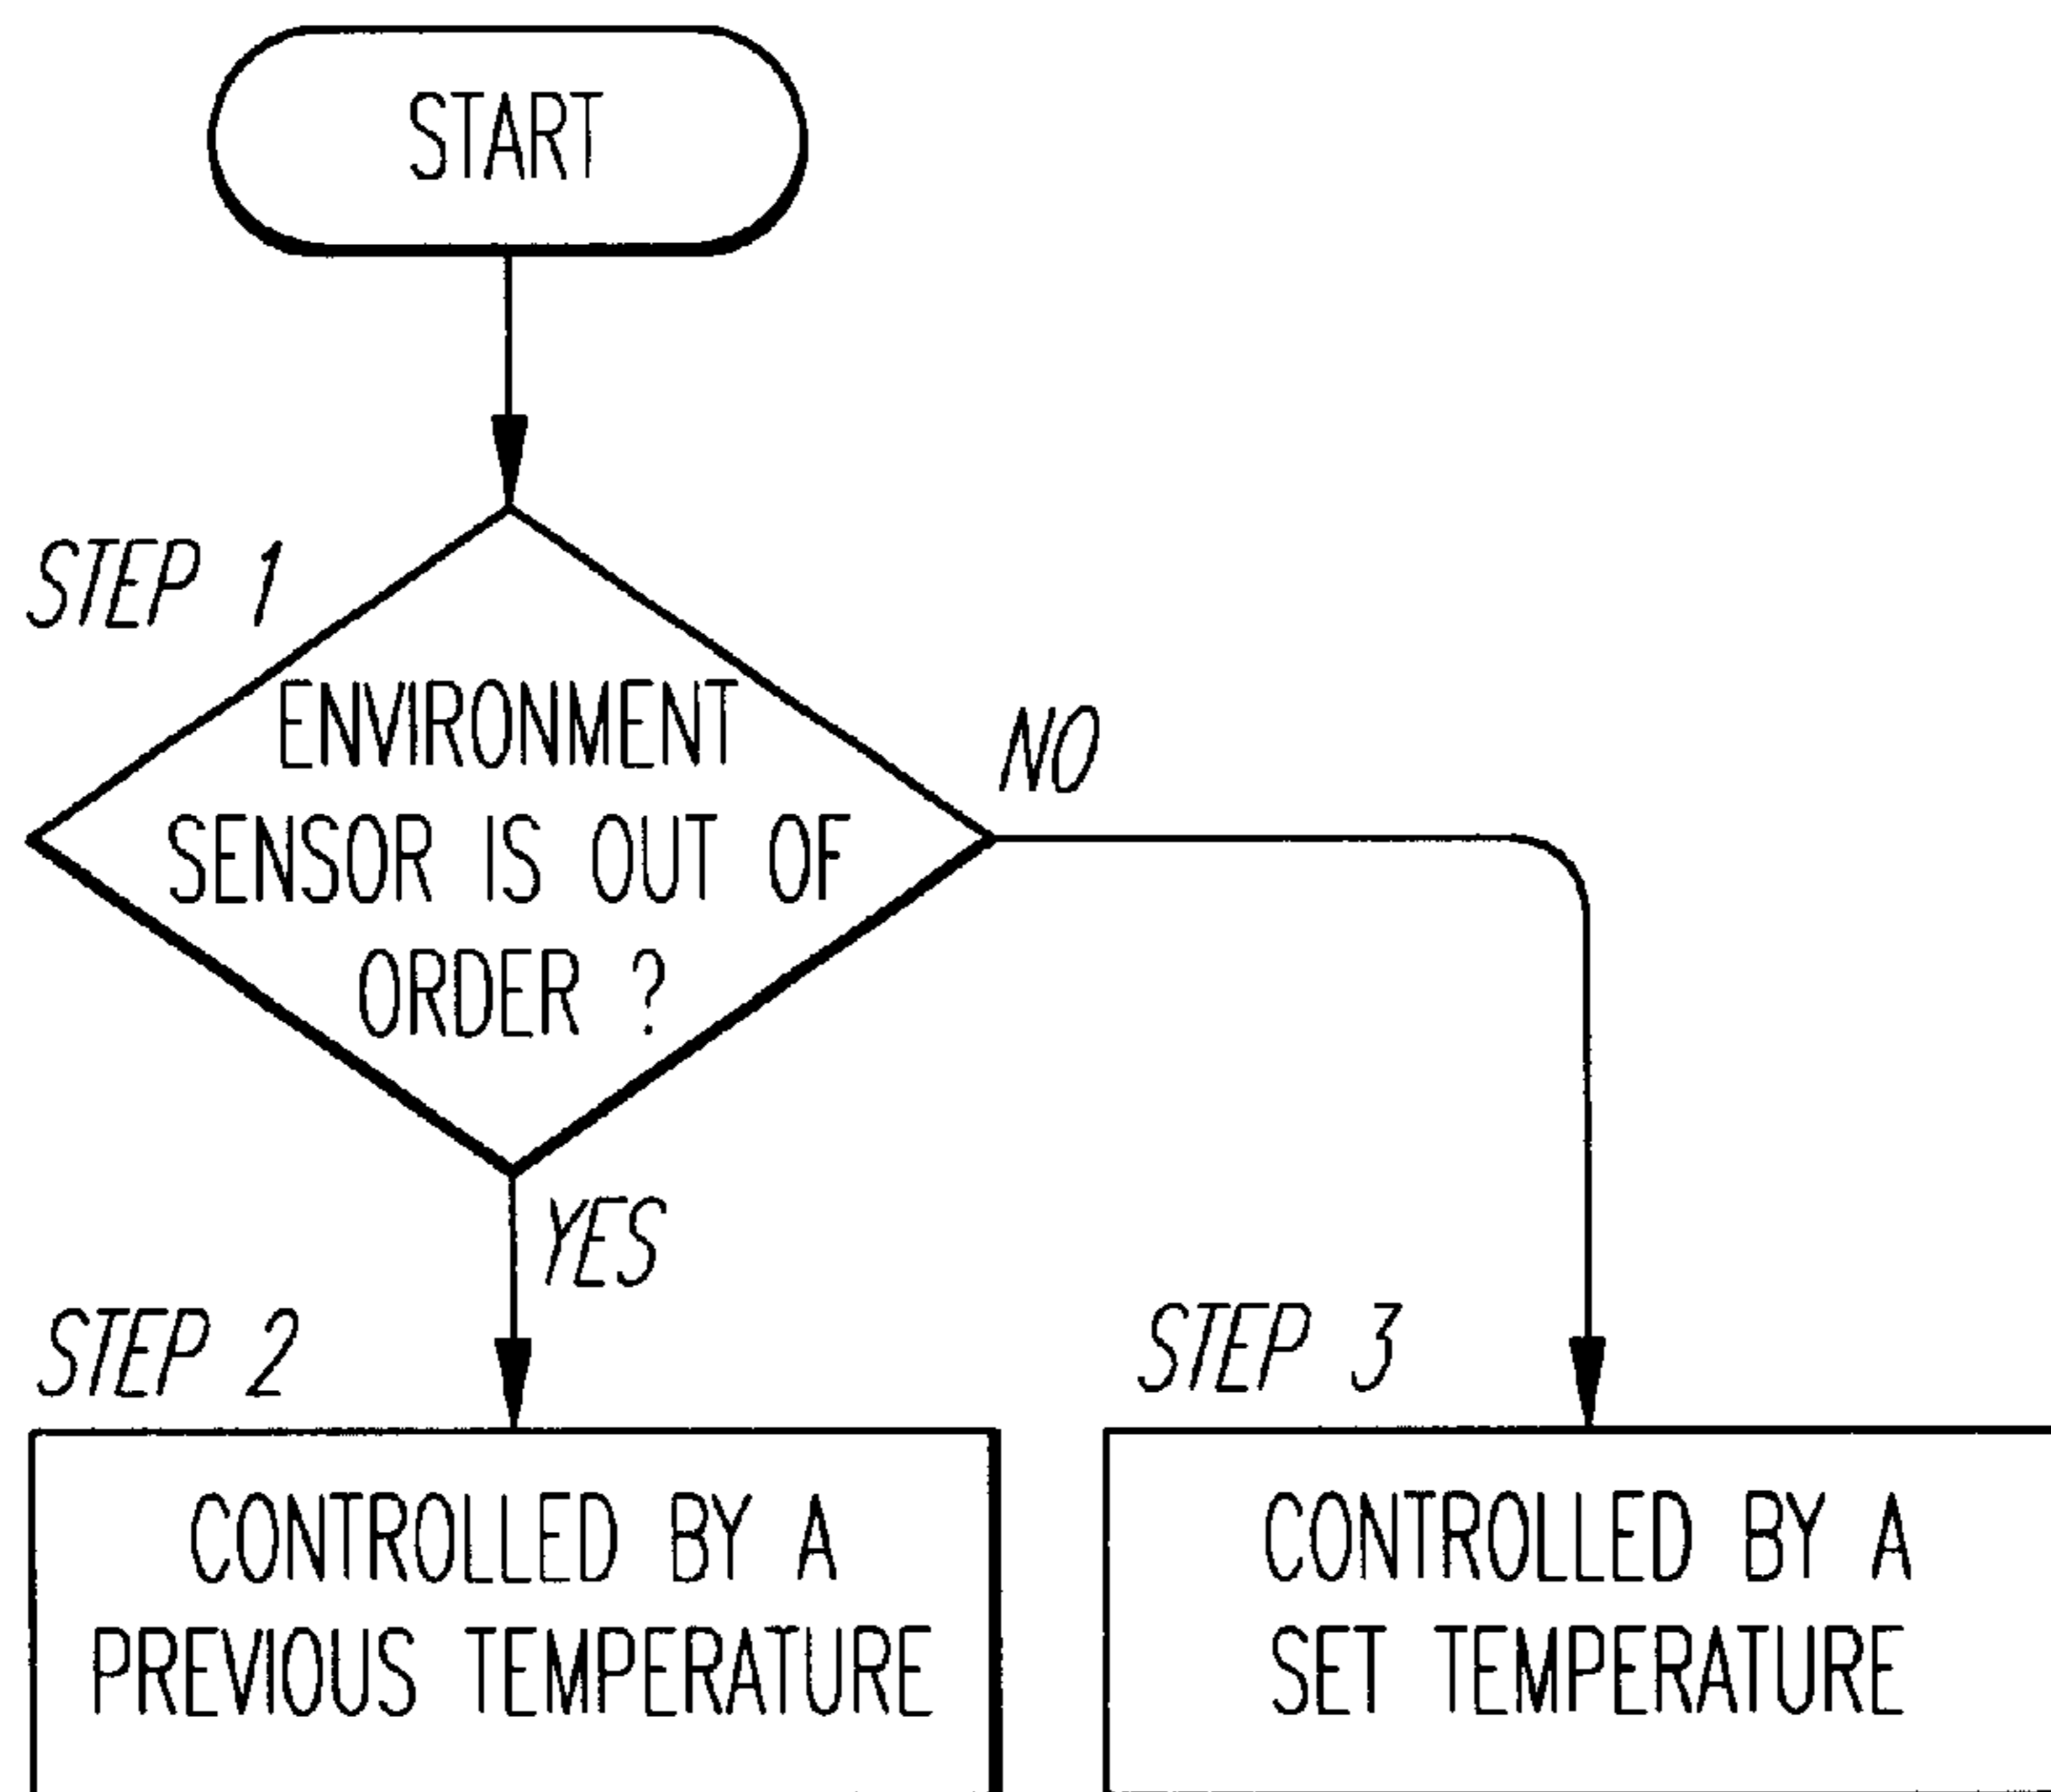 START
STEP 1
ENVIRONMENT
SENSOR IS OUT OF
ORDER ?
NO
YES
STEP 2
CONTROLLED BY A
PREVIOUS TEMPERATURE
STEP 3
CONTROLLED BY A
SET TEMPERATURE